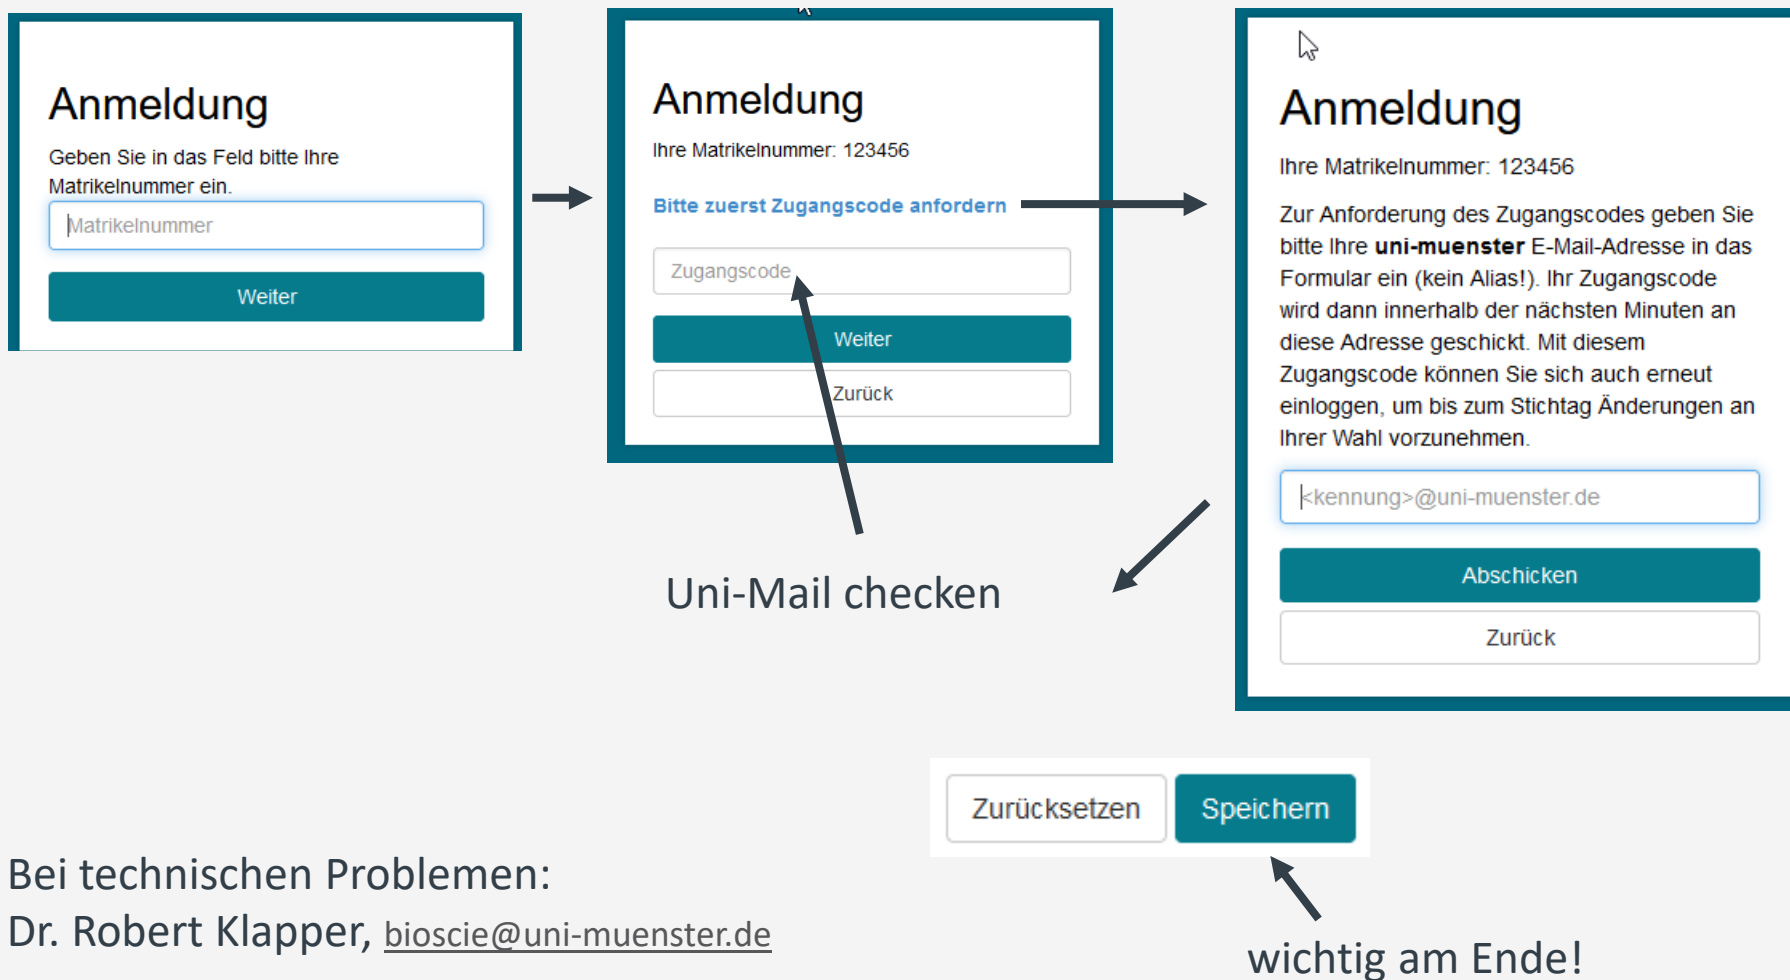 Anmeldung
Geben Sie in das Feld bitte Ihre
Matrikelnummer ein.
Matrikelnummer
Weiter
Anmeldung
Ihre Matrikelnummer: 123456
Bitte zuerst Zugangscode anfordern
Zugangscode
Weiter
Zurück
Anmeldung
Ihre Matrikelnummer: 123456
Zur Anforderung des Zugangscodes geben Sie
bitte Ihre uni-muenster E-Mail-Adresse in das
Formular ein (kein Alias!). Ihr Zugangscode
wird dann innerhalb der nächsten Minuten an
diese Adresse geschickt. Mit diesem
Zugangscode können Sie sich auch erneut
einloggen, um bis zum Stichtag Änderungen an
Ihrer Wahl vorzunehmen.
<kennung>@uni-muenster.de
Abschicken
Zurück
Uni-Mail checken
Zurücksetzen
Speichern
wichtig am Ende!
Bei technischen Problemen:
Dr. Robert Klapper, bioscie@uni-muenster.de